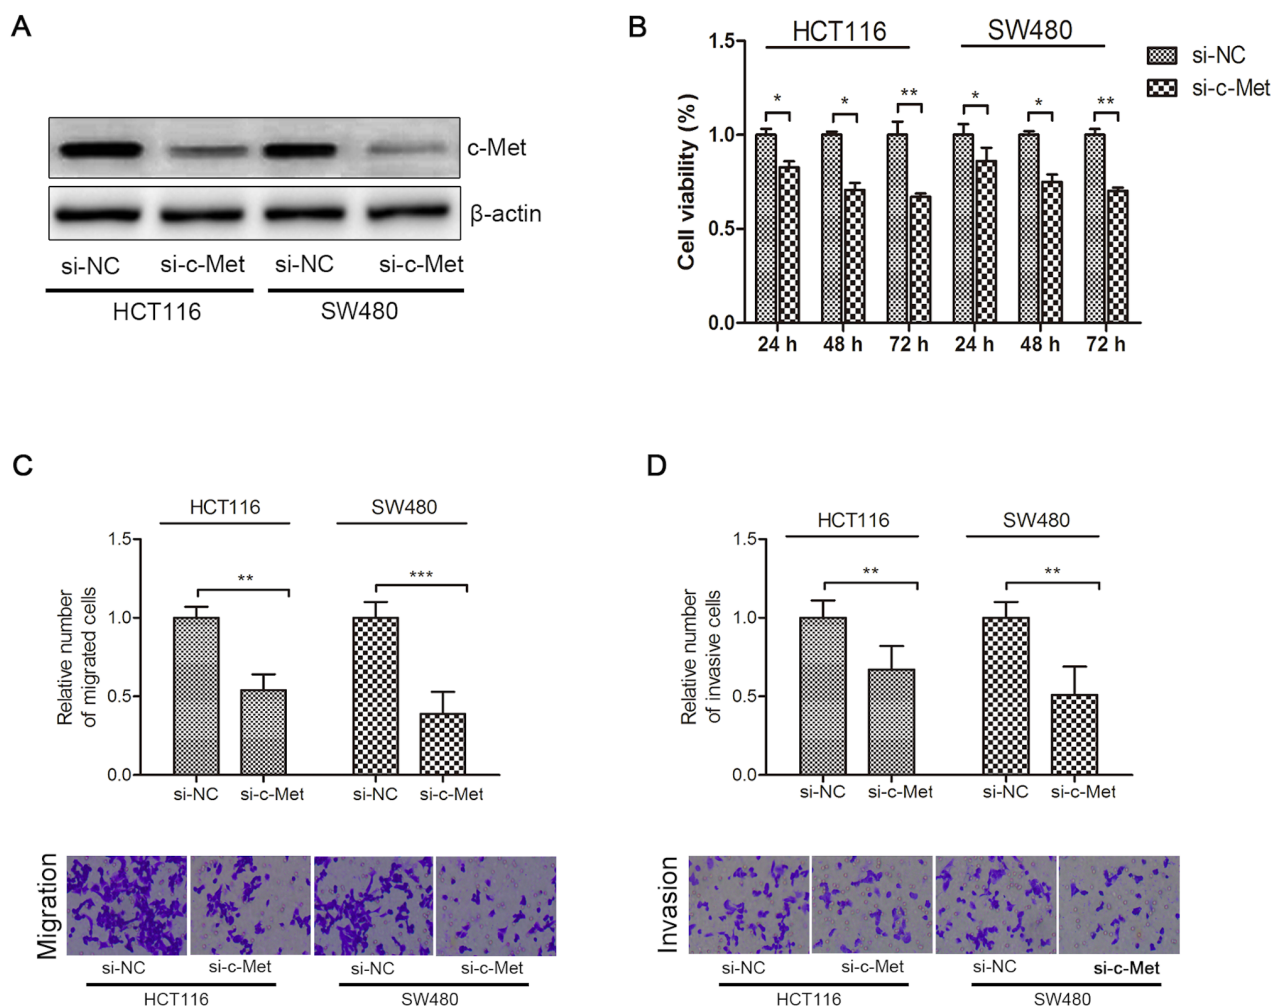 A
c-Met
β-actin
si-NC si-c-Met si-NC si-c-Met
HCT116 SW480
B
HCT116 SW480
si-NC
si-c-Met
Cell viability (%)
1.5
1.0
0.5
0.0
* * ** * * **
24 h 48 h 72 h 24 h 48 h 72 h
C
HCT116 SW480
Relative number
of migrated cells
1.5
1.0
0.5
0.0
** ***
si-NC si-c-Met si-NC si-c-Met
Migration
si-NC si-c-Met si-NC si-c-Met
HCT116 SW480
D
HCT116 SW480
Relative number
of invasive cells
1.5
1.0
0.5
0.0
** **
si-NC si-c-Met si-NC si-c-Met
Invasion
si-NC si-c-Met si-NC si-c-Met
HCT116 SW480